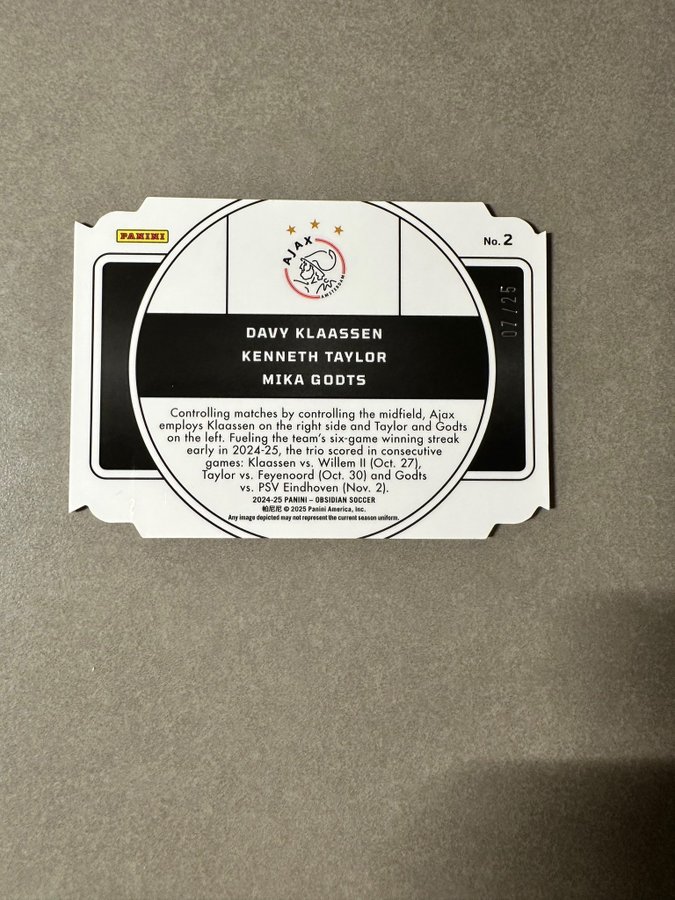 PANINI
No. 2
AJAX
AMSTERDAM
07/25
DAVY KLAASSEN
KENNETH TAYLOR
MIKA GODTS
Controlling matches by controlling the midfield, Ajax
employs Klaassen on the right side and Taylor and Godts
on the left. Fueling the team's six-game winning streak
early in 2024-25, the trio scored in consecutive
games: Klaassen vs. Willem II (Oct. 27),
Taylor vs. Feyenoord (Oct. 30) and Godts
vs. PSV Eindhoven (Nov. 2).
2024-25 PANINI – OBSIDIAN SOCCER
帕尼尼 © 2025 Panini America, Inc.
Any image depicted may not represent the current season uniform.